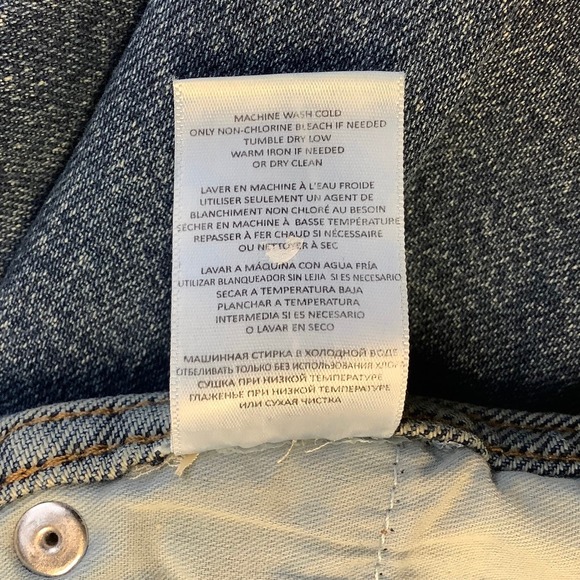 MACHINE WASH COLD
ONLY NON-CHLORINE BLEACH IF NEEDED
TUMBLE DRY LOW
WARM IRON IF NEEDED
OR DRY CLEAN
LAVER EN MACHINE À L'EAU FROIDE
UTILISER SEULEMENT UN AGENT DE
BLANCHIMENT NON CHLORÉ AU BESOIN
SÉCHER EN MACHINE À BASSE TEMPÉRATURE
REPASSER À FER CHAUD SI NÉCESSAIRE
OU NETTOYER À SEC
LAVAR A MÁQUINA CON AGUA FRÍA
UTILIZAR BLANQUEADOR SIN LEJIA SI ES NECESARIO
SECAR A TEMPERATURA BAJA
PLANCHAR A TEMPERATURA
INTERMEDIA SI ES NECESARIO
O LAVAR EN SECO
МАШИННАЯ СТИРКА В ХОЛОДНОЙ ВОДЕ
ОТБЕЛИВАТЬ ТОЛЬКО БЕЗ ИСПОЛЬЗОВАНИЯ
СУШКА ПРИ НИЗКОЙ ТЕМПЕРАТУРЕ
ГЛАЖЕНЬЕ ПРИ НИЗКОЙ ТЕМПЕРАТУРЕ
ИЛИ СУХАЯ ЧИСТКА